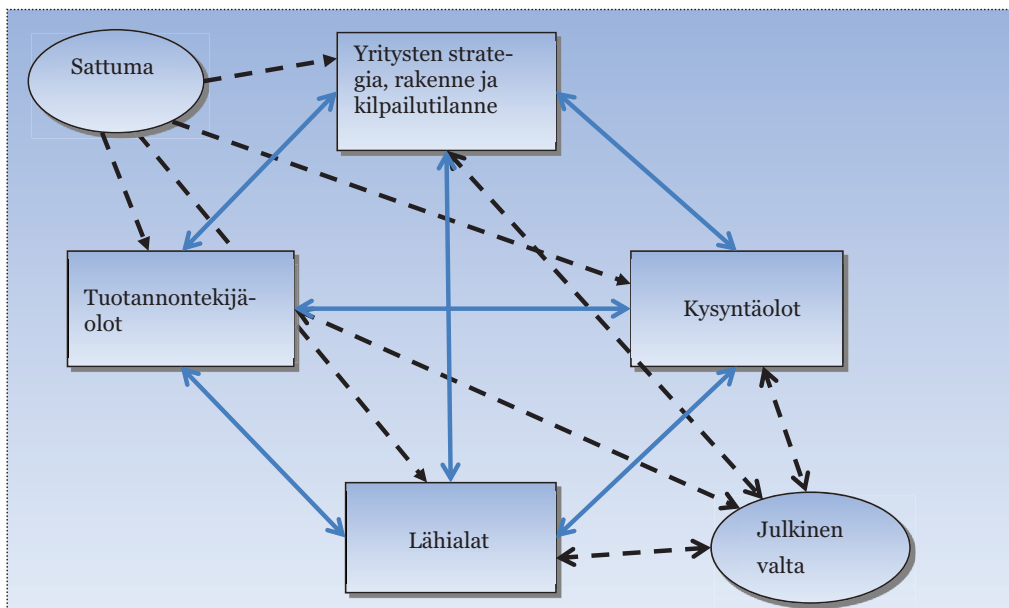 Sattuma
Yritysten strate-
gia, rakenne ja
kilpailutilanne
Tuotannontekijä-
olot
Kysyntäolot
Lähialat
Julkinen
valta